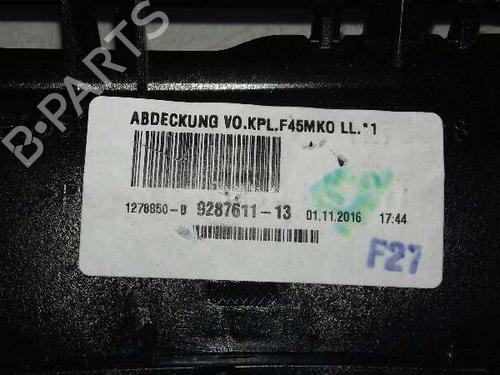 B-PARTS
ABDECKUNG VO.KPL.F45MKO LL.*1
1278850-B 9287611-13 01.11.2016 17:44
F27